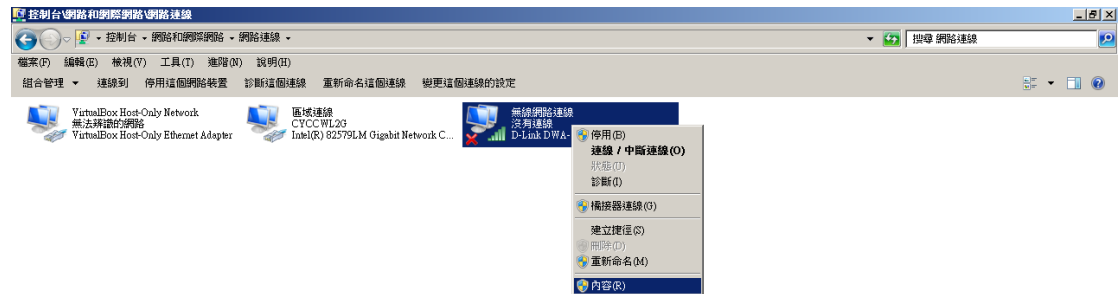 控制台\網路和網際網路\網路連線
控制台 網路和網際網路 網路連線
搜尋 網路連線
檔案(F) 編輯(E) 檢視(V) 工具(T) 進階(N) 說明(H)
組合管理 連線到 停用這個網路裝置 診斷這個連線 重新命名這個連線 變更這個連線的設定
VirtualBox Host-Only Network
無法辨識的網路
VirtualBox Host-Only Ethernet Adapter
區域連線
CYCCWL2G
Intel(R) 82579LM Gigabit Network C...
無線網路連線
沒有連線
D-Link DWA-
停用(B)
連線 / 中斷連線(O)
狀態(U)
診斷(I)
橋接器連線(G)
建立捷徑(S)
刪除(D)
重新命名(M)
內容(R)